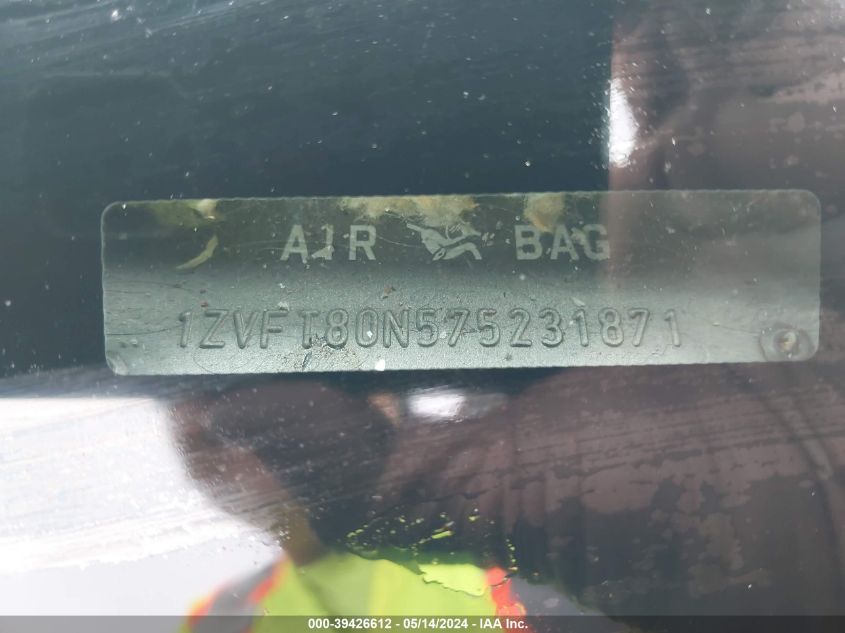 AIR BAG
1ZVFT80N575231871
000-39426612 - 05/14/2024 - IAA Inc.